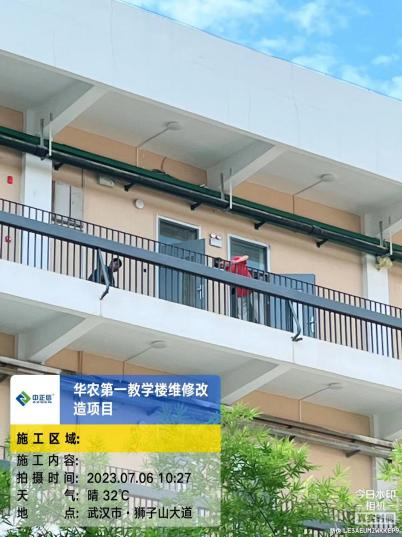 中正信
华农第一教学楼维修改
造项目
施工区域:
施工内容:
拍摄时间: 2023.07.06 10:27
天 气: 晴 32℃
地 点: 武汉市·狮子山大道
今日水印
相机